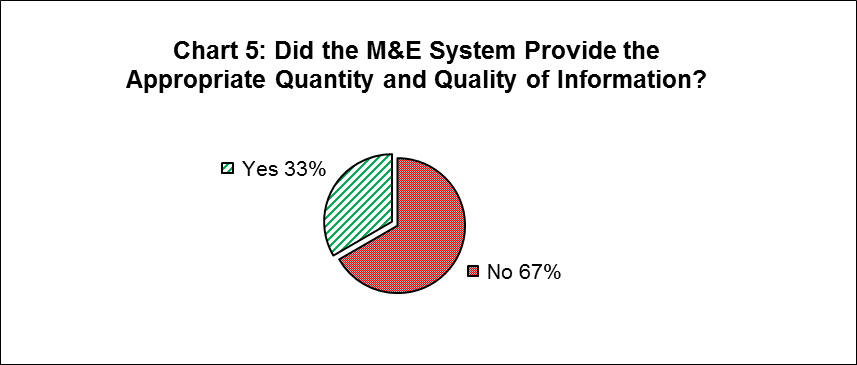 Chart 5: Did the M&E System Provide the
Appropriate Quantity and Quality of Information?
Yes 33%
No 67%